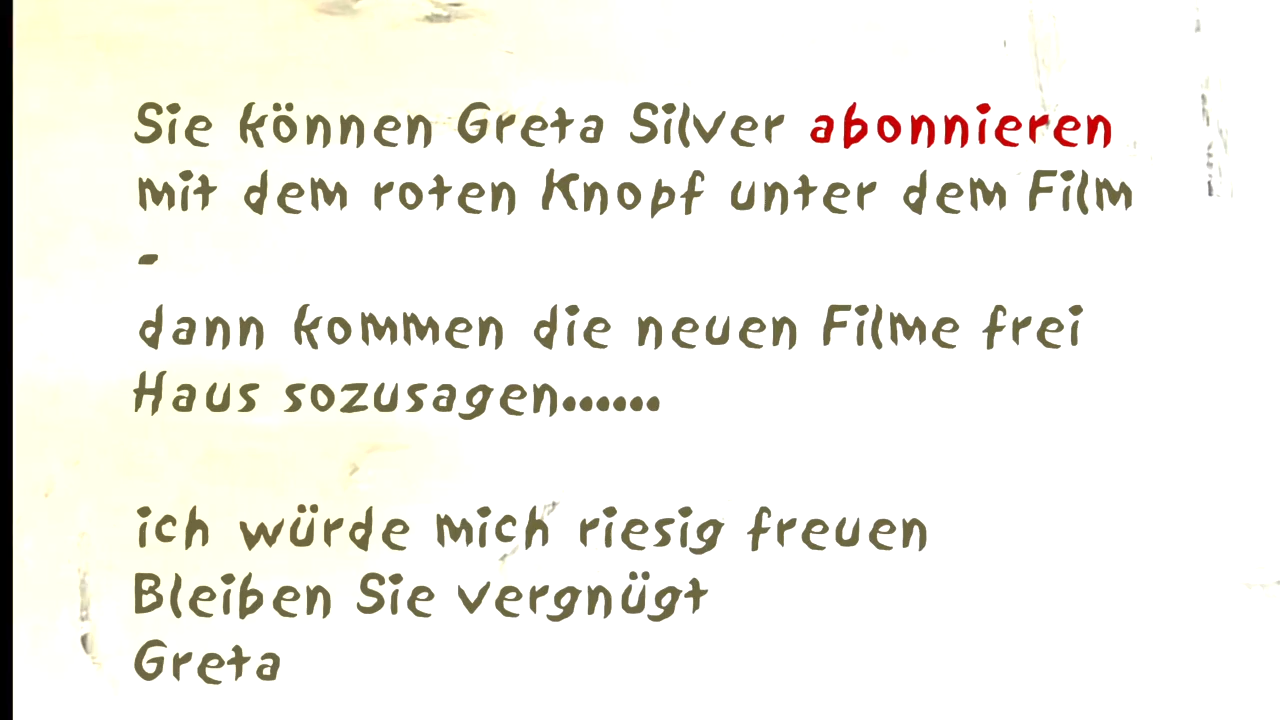 Sie können Greta Silver abonnieren
mit dem roten Knopf unter dem Film
-
dann kommen die neuen Filme frei
Haus sozusagen......
ich würde mich riesig freuen
Bleiben Sie vergnügt
Greta